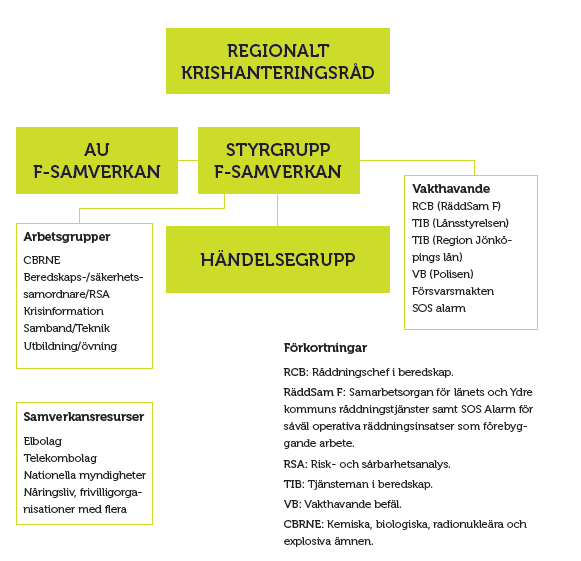 REGIONALT
KRISHANTERINGSRÅD
AU
F-SAMVERKAN
STYRGRUPP
F-SAMVERKAN
HÄNDELSEGRUPP
Vakthavande
RCB (RäddSam F)
TIB (Länsstyrelsen)
TIB (Region Jönkö-
pings län)
VB (Polisen)
Försvarsmakten
SOS alarm
Arbetsgrupper
CBRNE
Beredskaps-/säkerhets-
samordnare/RSA
Krisinformation
Samband/Teknik
Utbildning/övning
Samverkansresurser
Elbolag
Telekombolag
Nationella myndigheter
Näringsliv, frivilligorga-
nisationer med flera
Förkortningar
RCB: Räddningschef i beredskap.
RäddSam F: Samarbetsorgan för länets och Ydre
kommuns räddningstjänster samt SOS Alarm för
såväl operativa räddningsinsatser som förebyg-
gande arbete.
RSA: Risk- och sårbarhetsanalys.
TIB: Tjänsteman i beredskap.
VB: Vakthavande befäl.
CBRNE: Kemiska, biologiska, radionukleära och
explosiva ämnen.